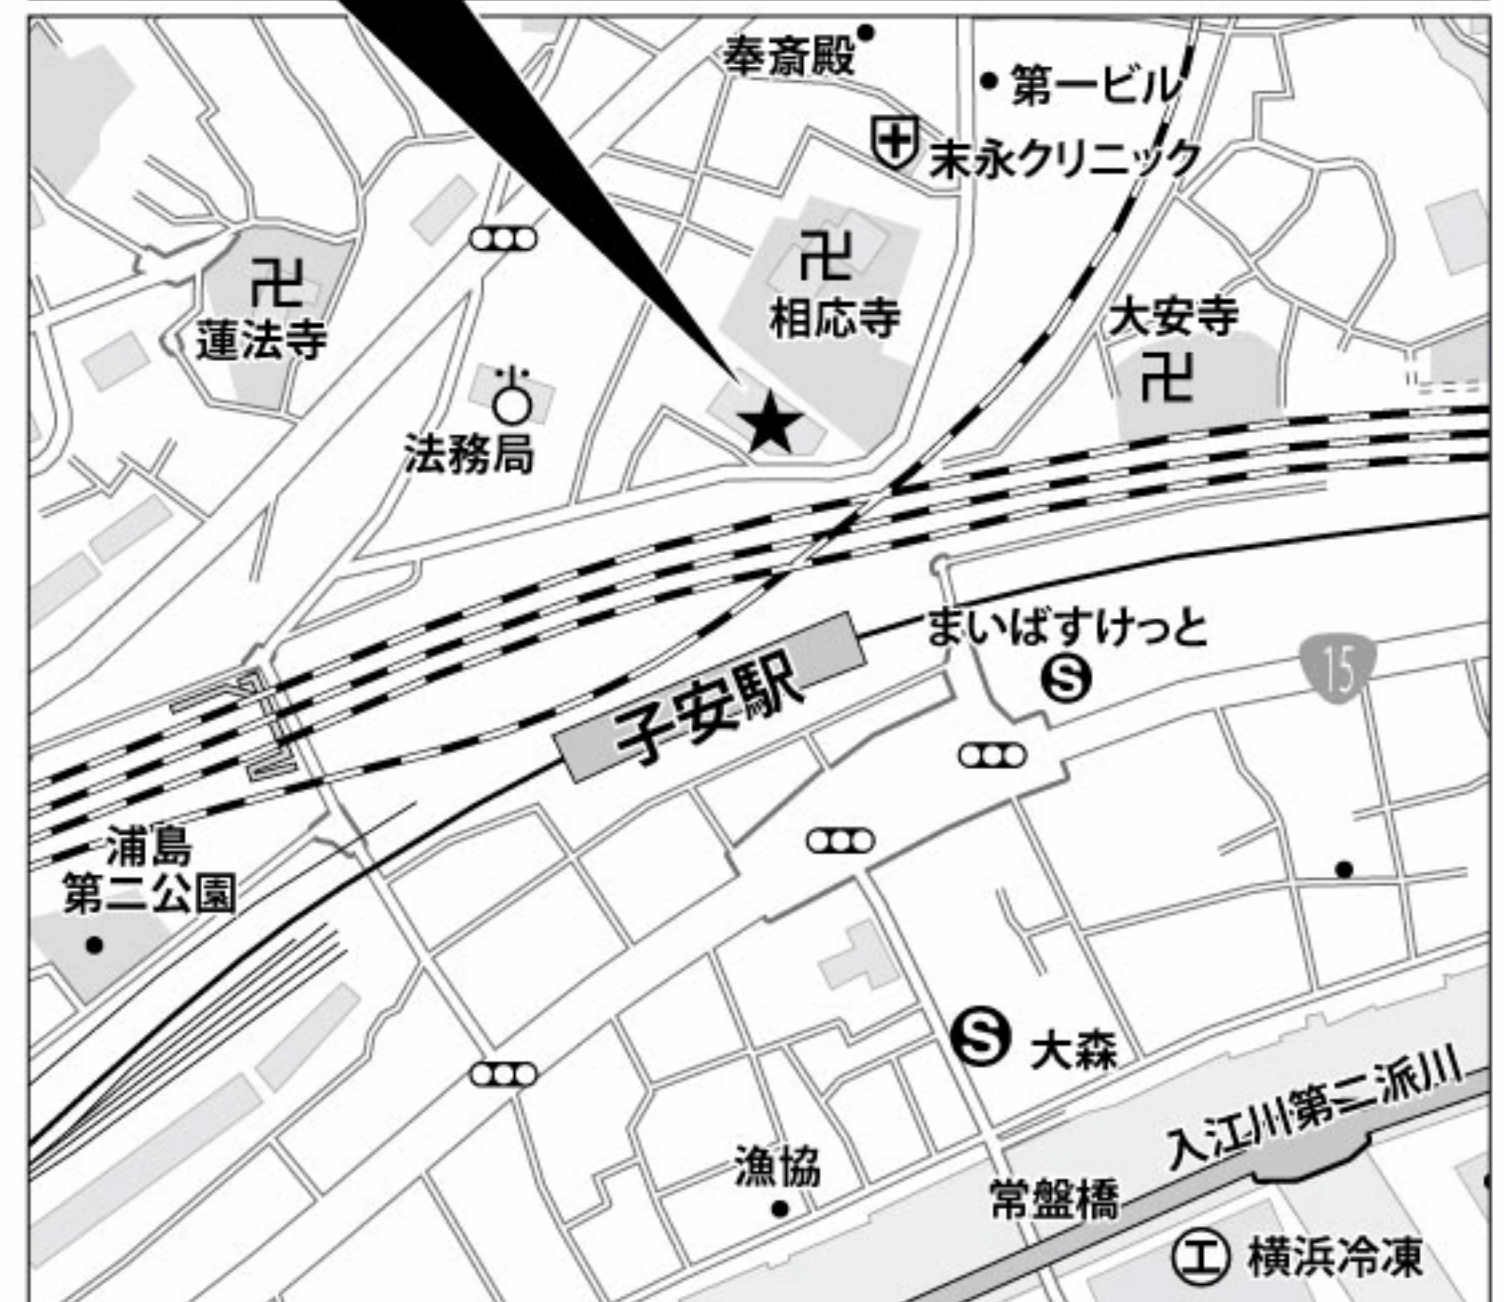 奉斎殿
第一ビル
末永クリニック
相応寺
蓮法寺
大安寺
法務局
まいばすけっと
S
15
子安駅
浦島
第二公園
S
大森
入江川第二派川
漁協
常盤橋
工
横浜冷凍